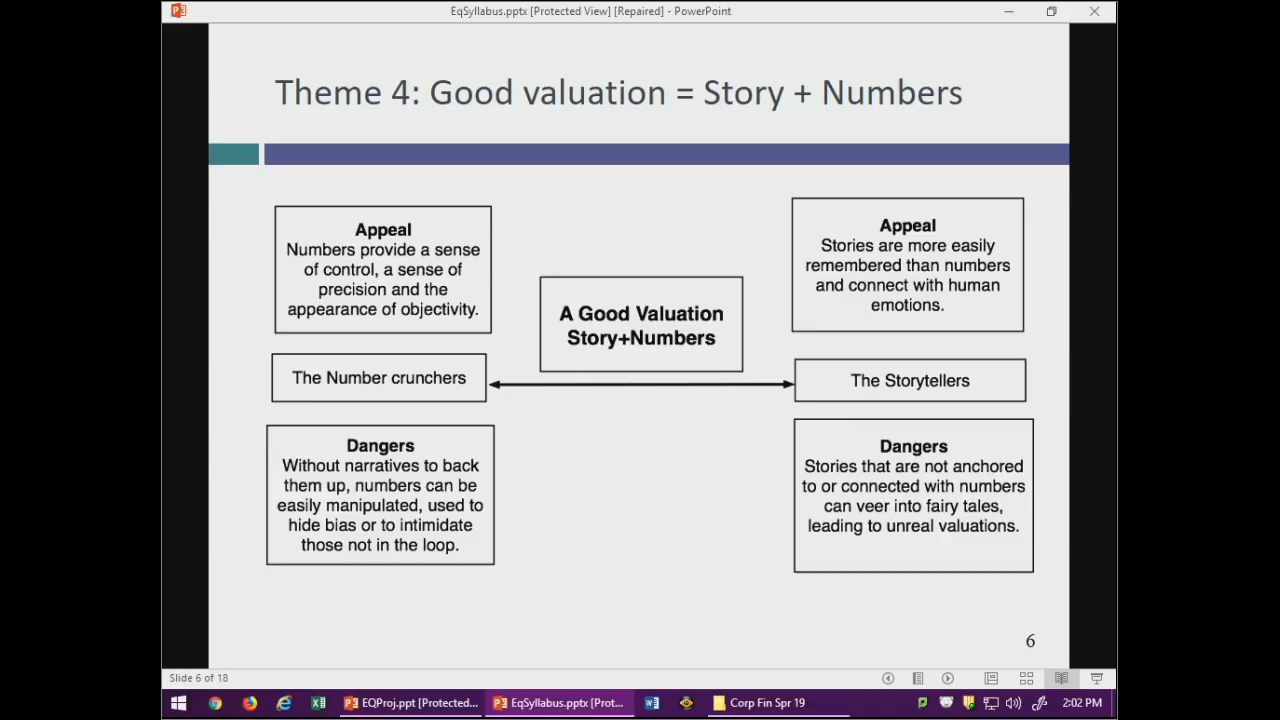 EqSyllabus.pptx [Protected View] [Repaired] - PowerPoint
Theme 4: Good valuation = Story + Numbers
Appeal
Numbers provide a sense
of control, a sense of
precision and the
appearance of objectivity.
Appeal
Stories are more easily
remembered than numbers
and connect with human
emotions.
A Good Valuation
Story+Numbers
The Number crunchers
The Storytellers
Dangers
Without narratives to back
them up, numbers can be
easily manipulated, used to
hide bias or to intimidate
those not in the loop.
Dangers
Stories that are not anchored
to or connected with numbers
can veer into fairy tales,
leading to unreal valuations.
6
Slide 6 of 18
EQProj.ppt [Protected...
EqSyllabus.pptx [Prot...
Corp Fin Spr 19
2:02 PM